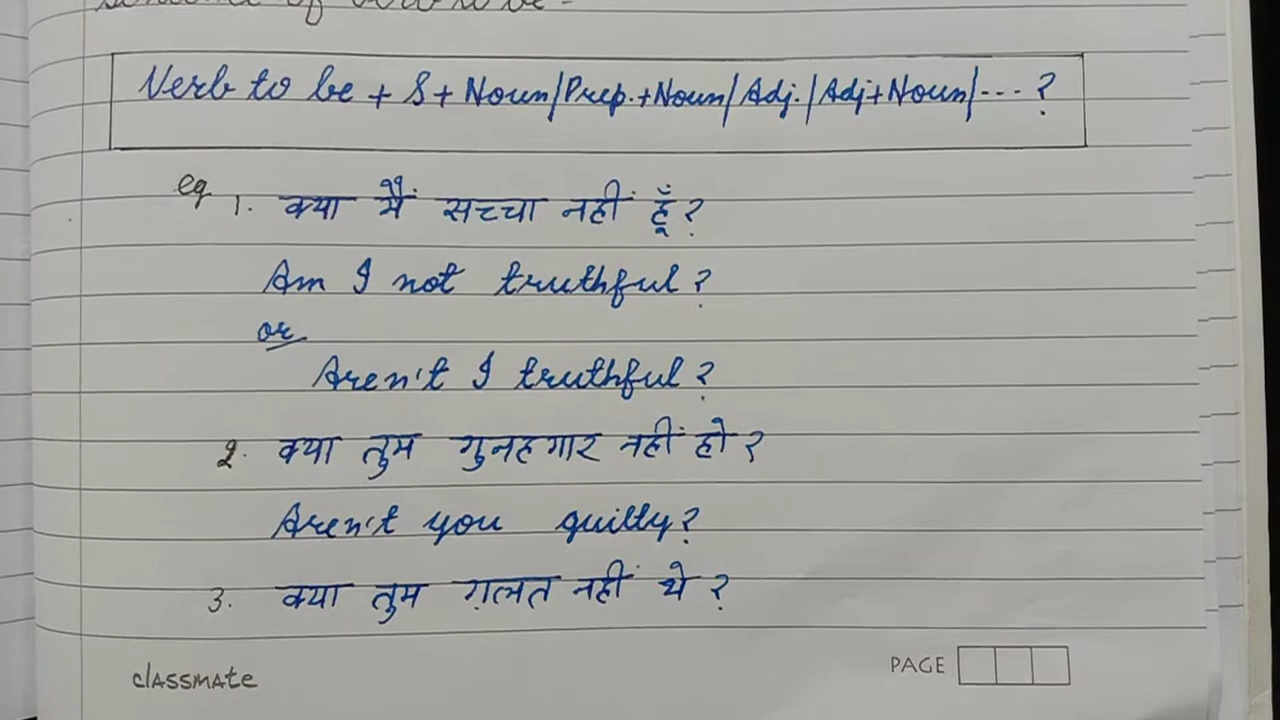 of
Verb to be + S + Noun/Prep.+Noun/Adj./Adj+Noun/--- ?
eg 1. क्या मैं सच्चा नहीं हूँ?
Am I not truthful?
or
Aren't I truthful?
2. क्या तुम गुनहगार नहीं हो?
Aren't you guilty?
3. क्या तुम ग़लत नहीं थे?
classmate
PAGE